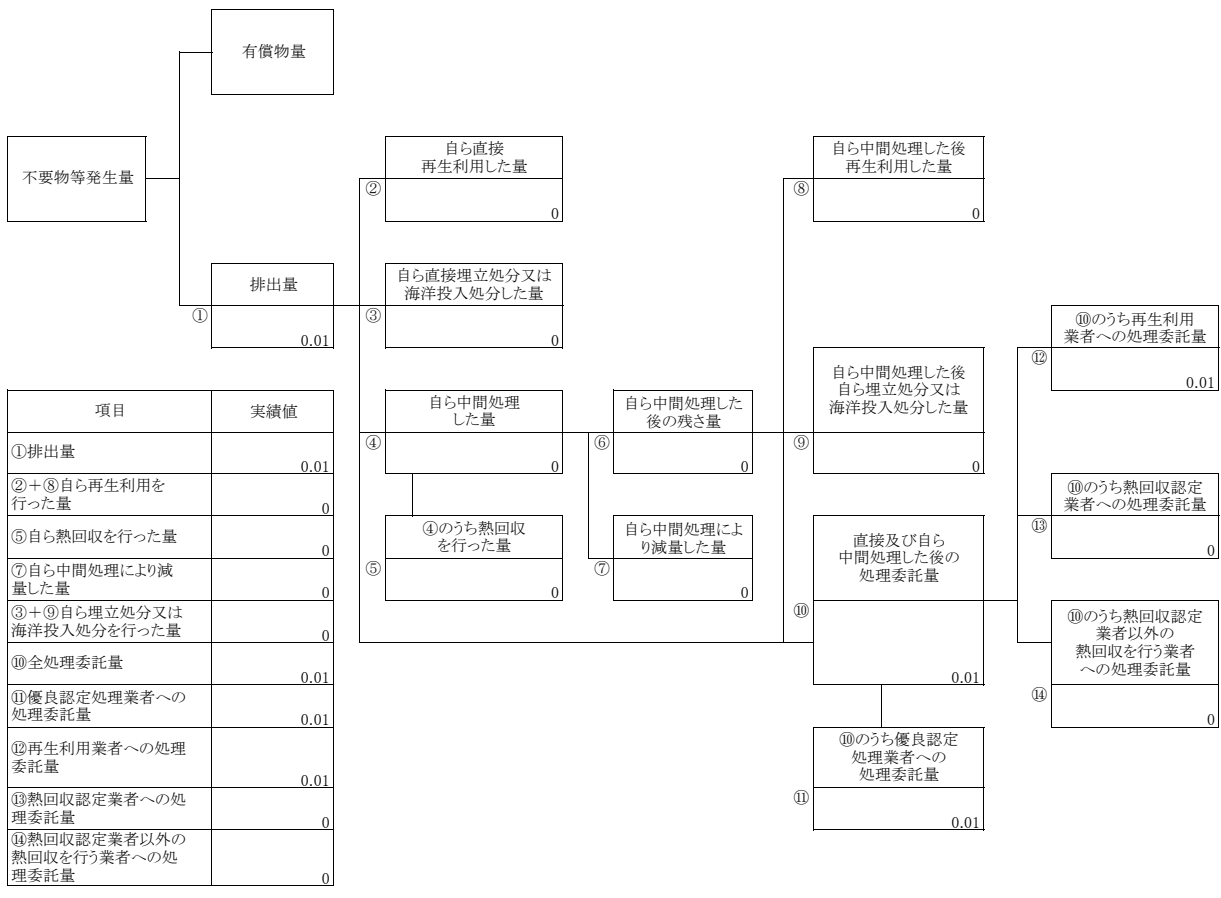 有償物量
不要物等発生量
排出量
①
0.01
自ら直接
再生利用した量
②
0
自ら直接埋立処分又は
海洋投入処分した量
③
0
自ら中間処理
した量
④
0
④のうち熱回収
を行った量
⑤
0
自ら中間処理した
後の残さ量
⑥
0
自ら中間処理によ
り減量した量
⑦
0
自ら中間処理した後
再生利用した量
⑧
0
自ら中間処理した後
自ら埋立処分又は
海洋投入処分した量
⑨
0
直接及び自ら
中間処理した後の
処理委託量
⑩
0.01
⑩のうち優良認定
処理業者への
処理委託量
⑪
0.01
⑩のうち再生利用
業者への処理委託量
⑫
0.01
⑩のうち熱回収認定
業者への処理委託量
⑬
0
⑩のうち熱回収認定
業者以外の
熱回収を行う業者
への処理委託量
⑭
0
項目 実績値
①排出量
0.01
②＋⑧自ら再生利用を
行った量
0
⑤自ら熱回収を行った量
0
⑦自ら中間処理により減
量した量
0
③＋⑨自ら埋立処分又は
海洋投入処分を行った量
0
⑩全処理委託量
0.01
⑪優良認定処理業者への
処理委託量
0.01
⑫再生利用業者への処理
委託量
0.01
⑬熱回収認定業者への処
理委託量
0
⑭熱回収認定業者以外の
熱回収を行う業者への処
理委託量
0